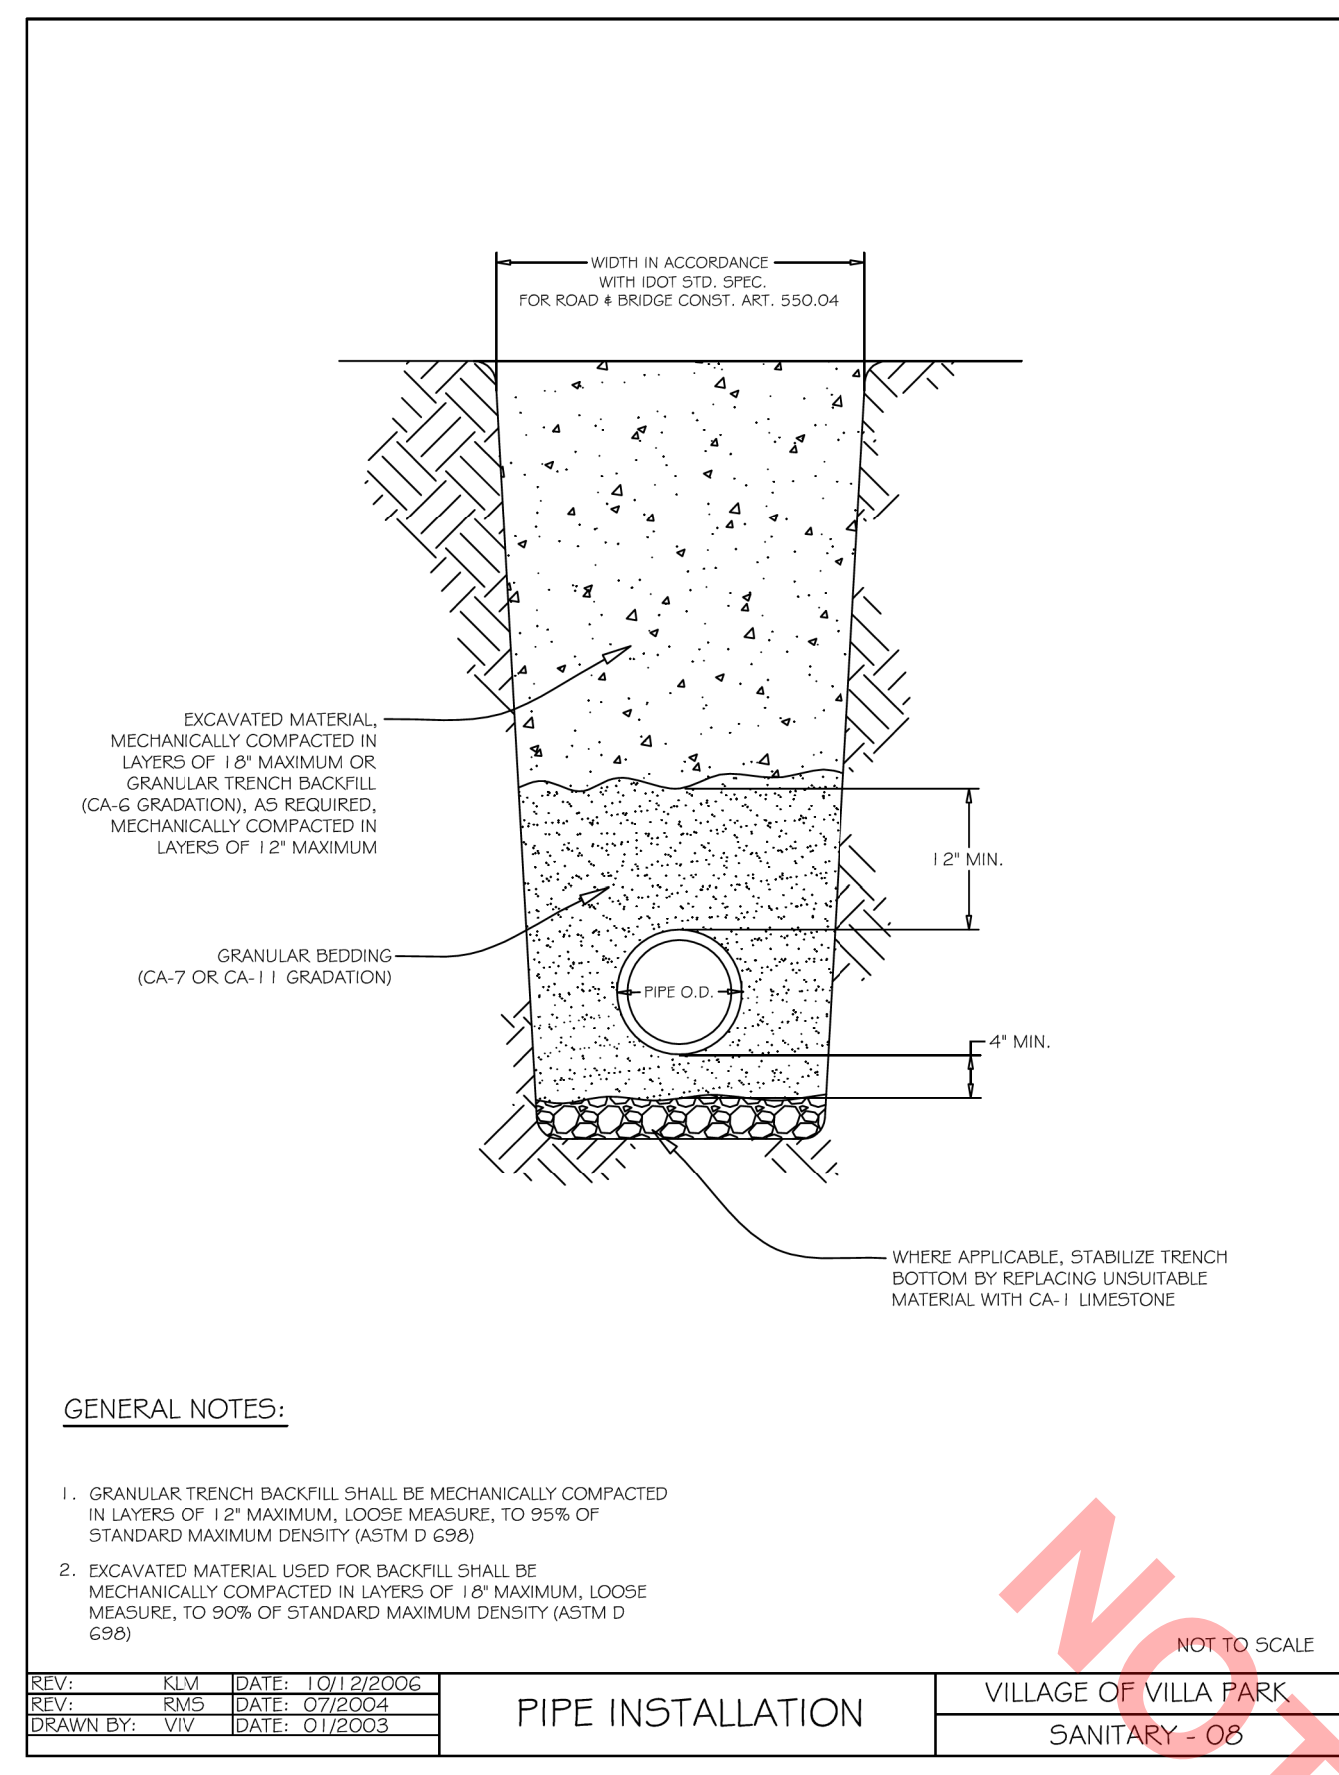 WIDTH IN ACCORDANCE
WITH IDOT STD. SPEC.
FOR ROAD & BRIDGE CONST. ART. 550.04
EXCAVATED MATERIAL,
MECHANICALLY COMPACTED IN
LAYERS OF 18" MAXIMUM OR
GRANULAR TRENCH BACKFILL
(CA-6 GRADATION), AS REQUIRED,
MECHANICALLY COMPACTED IN
LAYERS OF 12" MAXIMUM
12" MIN.
GRANULAR BEDDING
(CA-7 OR CA-11 GRADATION)
PIPE O.D.
4" MIN.
WHERE APPLICABLE, STABILIZE TRENCH
BOTTOM BY REPLACING UNSUITABLE
MATERIAL WITH CA-1 LIMESTONE
GENERAL NOTES:
1. GRANULAR TRENCH BACKFILL SHALL BE MECHANICALLY COMPACTED
IN LAYERS OF 12" MAXIMUM, LOOSE MEASURE, TO 95% OF
STANDARD MAXIMUM DENSITY (ASTM D 698)
2. EXCAVATED MATERIAL USED FOR BACKFILL SHALL BE
MECHANICALLY COMPACTED IN LAYERS OF 18" MAXIMUM, LOOSE
MEASURE, TO 90% OF STANDARD MAXIMUM DENSITY (ASTM D
698)
NOT TO SCALE
REV: KLM DATE: 10/12/2006
REV: RMS DATE: 07/2004
DRAWN BY: VIV DATE: 01/2003
PIPE INSTALLATION
VILLAGE OF VILLA PARK
SANITARY - 08
NOT